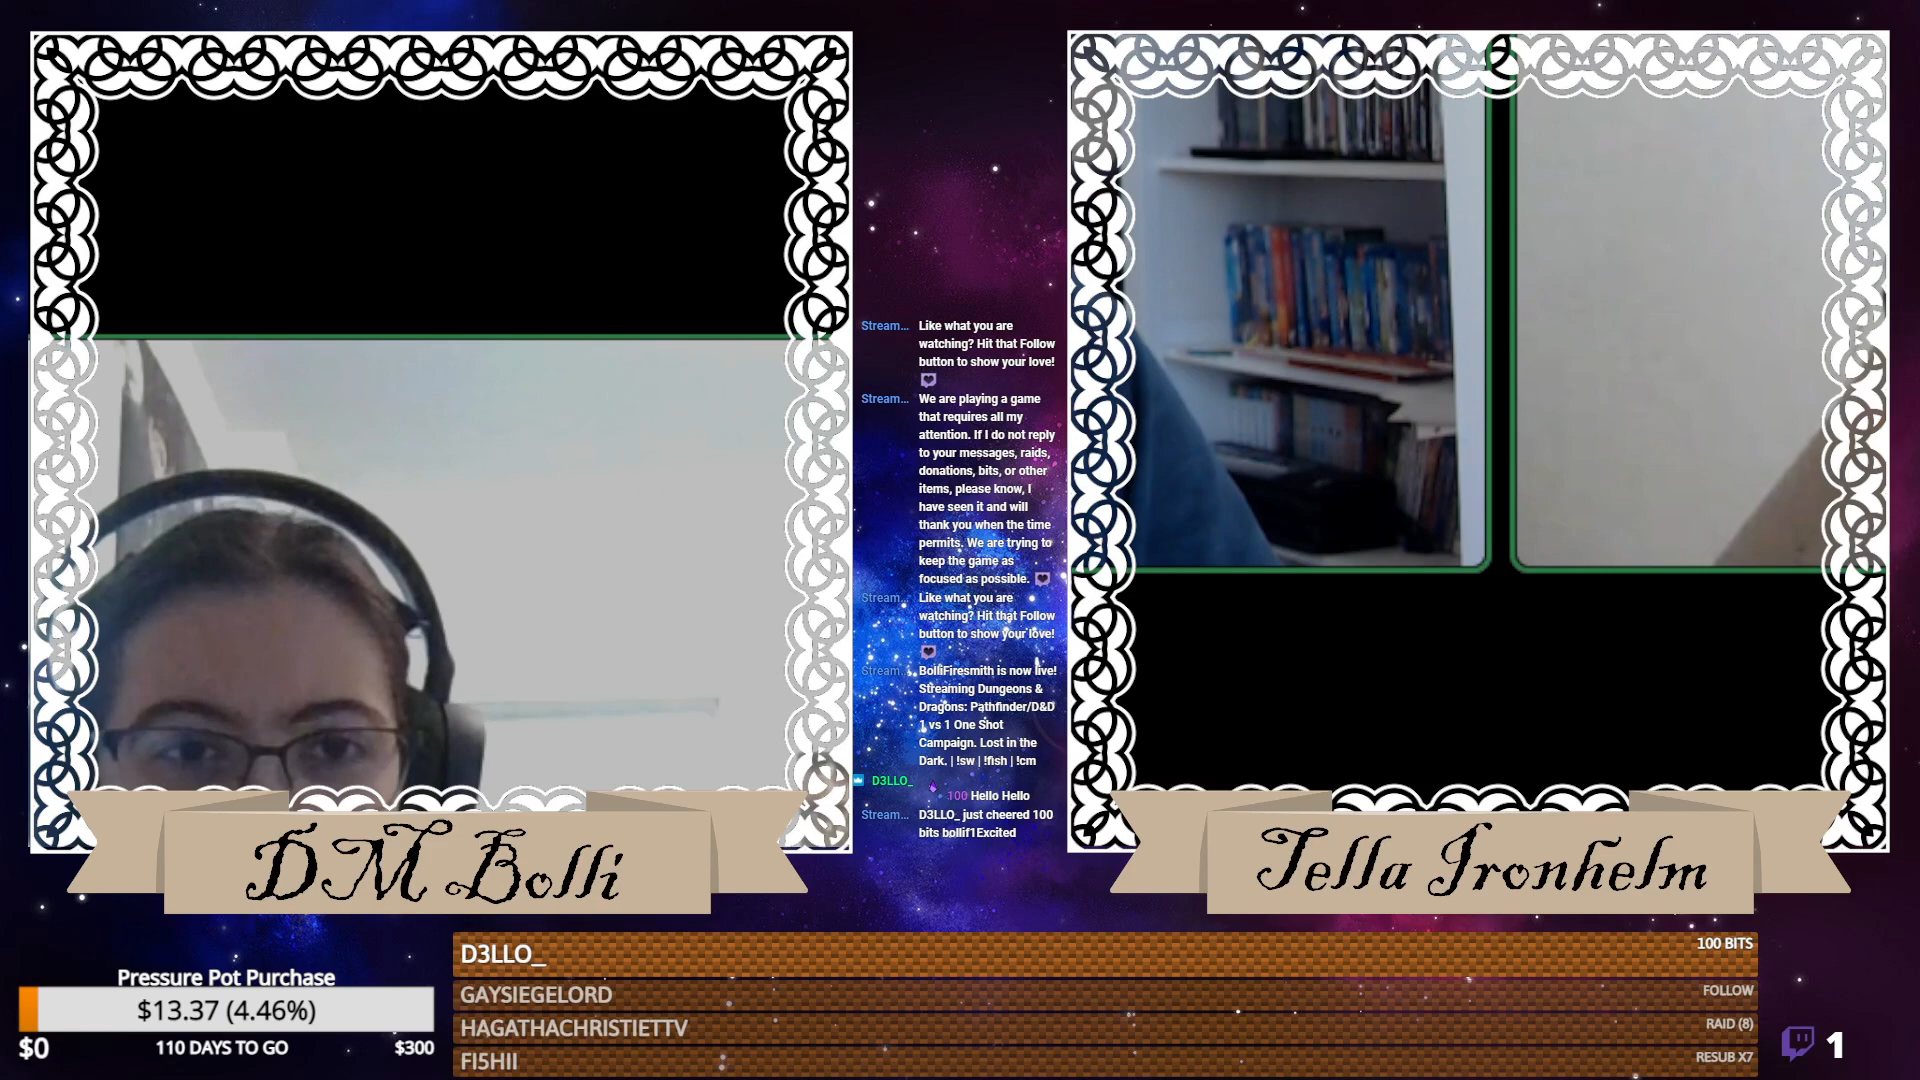 Stream... Like what you are
watching? Hit that Follow
button to show your love!
Stream... We are playing a game
that requires all my
attention. If I do not reply
to your messages, raids,
donations, bits, or other
items, please know, I
have seen it and will
thank you when the time
permits. We are trying to
keep the game as
focused as possible.
Stream... Like what you are
watching? Hit that Follow
button to show your love!
Stream... BolliFiresmith is now live!
Streaming Dungeons &
Dragons: Pathfinder/D&D
1 vs 1 One Shot
Campaign. Lost in the
Dark. | !sw | !fish | !cm
D3LLO_
100 Hello Hello
Stream... D3LLO_ just cheered 100
bits bollif1Excited
DM Bolli
Tella Ironhelm
Pressure Pot Purchase
$13.37 (4.46%)
$0 110 DAYS TO GO $300
D3LLO_ 100 BITS
GAYSIEGELORD FOLLOW
HAGATHACHRISTIETTV RAID (8)
FI5HII RESUB X7
1